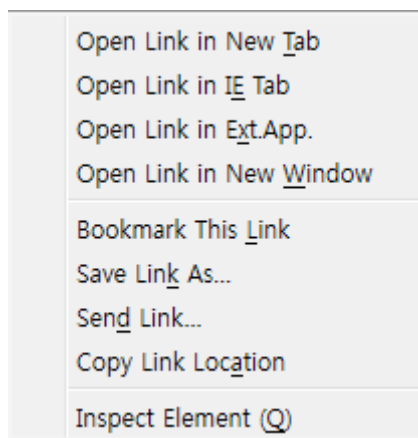 Open Link in New Tab
Open Link in IE Tab
Open Link in Ext.App.
Open Link in New Window
Bookmark This Link
Save Link As...
Send Link...
Copy Link Location
Inspect Element (Q)